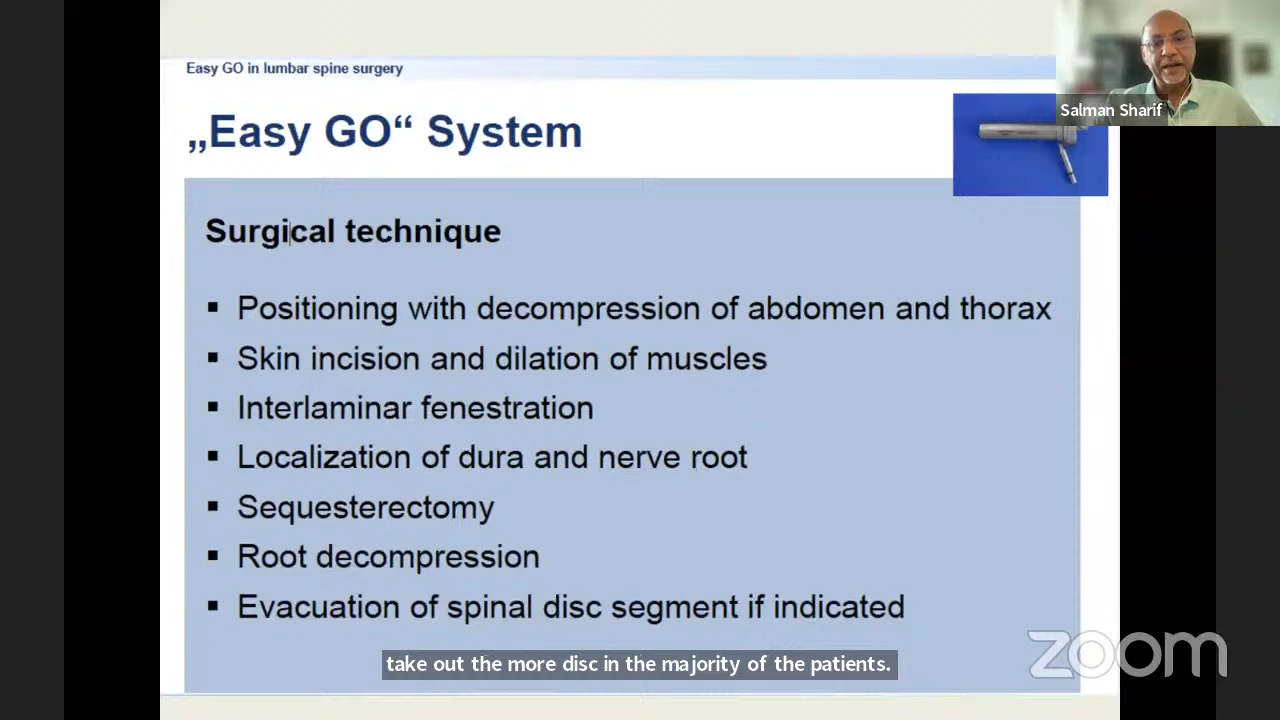 Easy GO in lumbar spine surgery
„Easy GO“ System
Salman Sharif
Surgical technique
▪ Positioning with decompression of abdomen and thorax
▪ Skin incision and dilation of muscles
▪ Interlaminar fenestration
▪ Localization of dura and nerve root
▪ Sequesterectomy
▪ Root decompression
▪ Evacuation of spinal disc segment if indicated
take out the more disc in the majority of the patients.
zoom